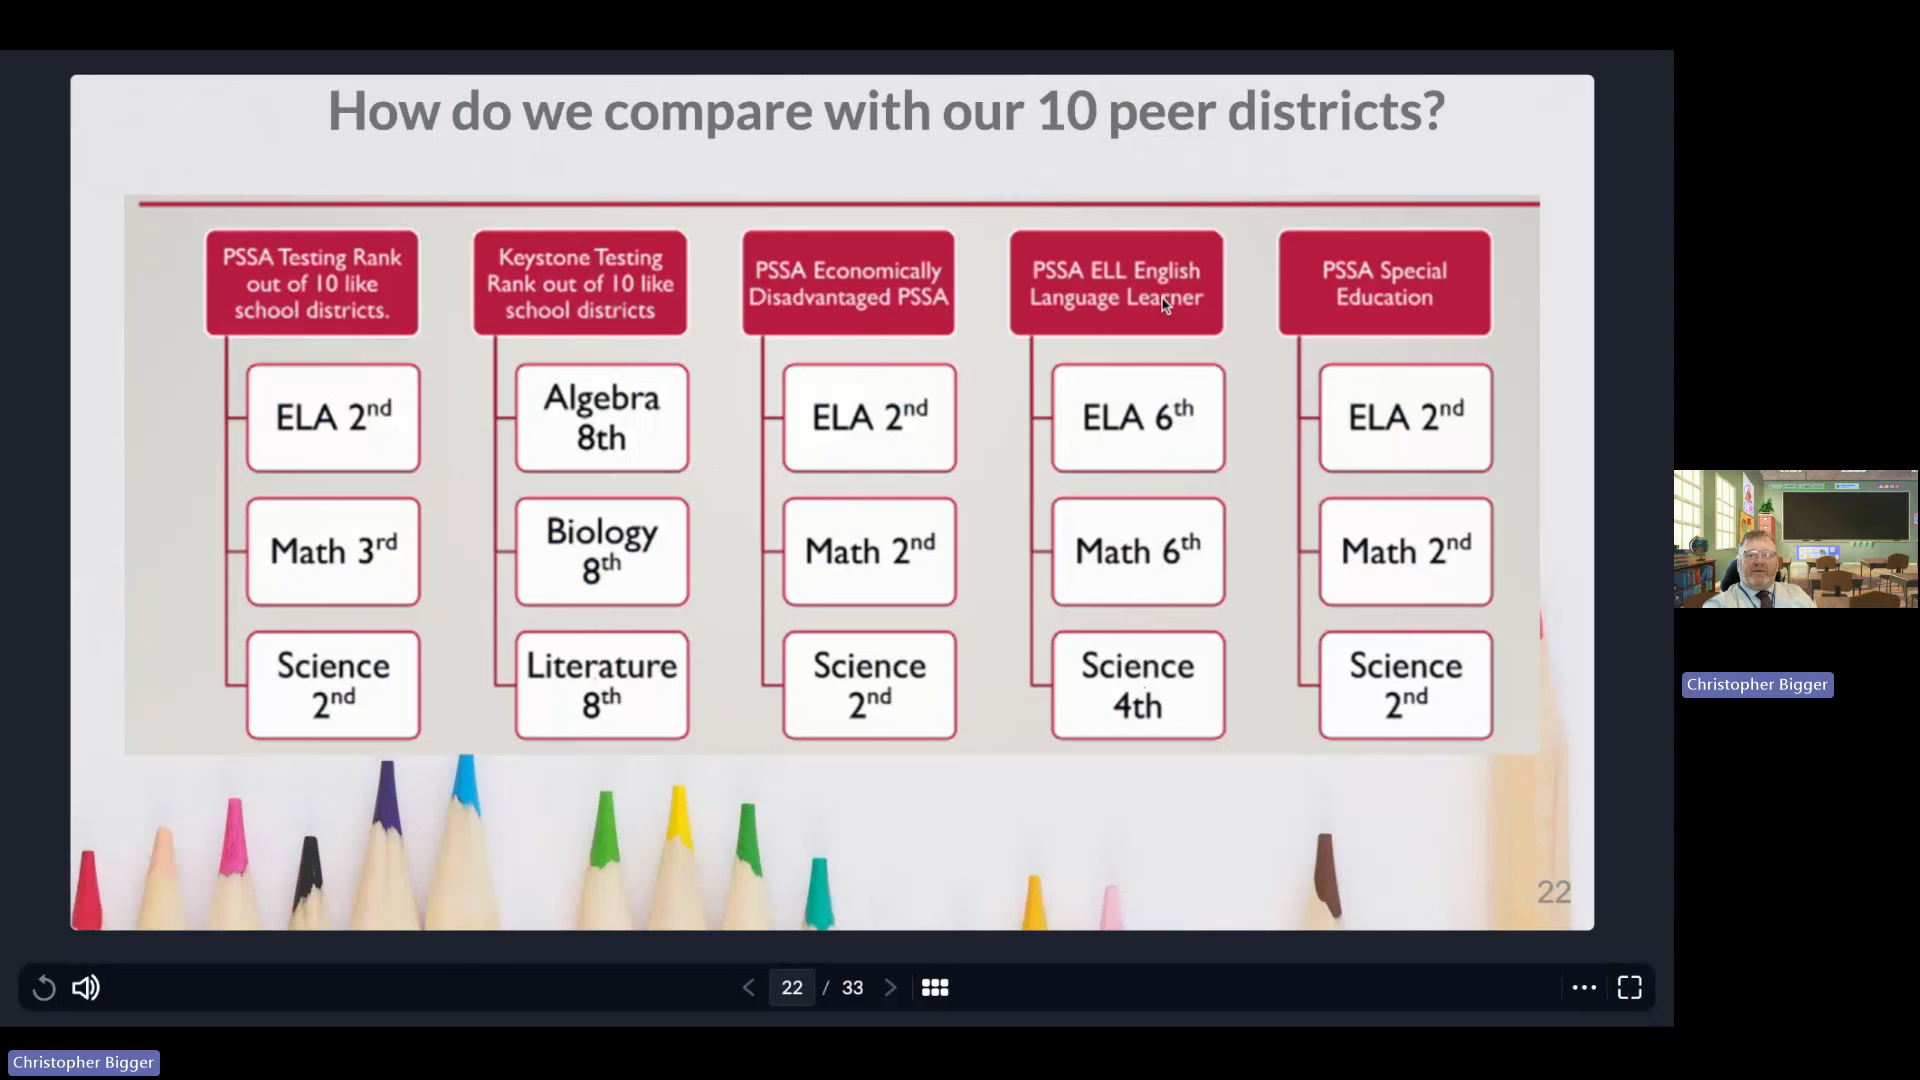 How do we compare with our 10 peer districts?
PSSA Testing Rank
out of 10 like
school districts.
ELA 2nd
Math 3rd
Science
2nd
Keystone Testing
Rank out of 10 like
school districts
Algebra
8th
Biology
8th
Literature
8th
PSSA Economically
Disadvantaged PSSA
ELA 2nd
Math 2nd
Science
2nd
PSSA ELL English
Language Learner
ELA 6th
Math 6th
Science
4th
PSSA Special
Education
ELA 2nd
Math 2nd
Science
2nd
22
22 / 33
Christopher Bigger
Christopher Bigger